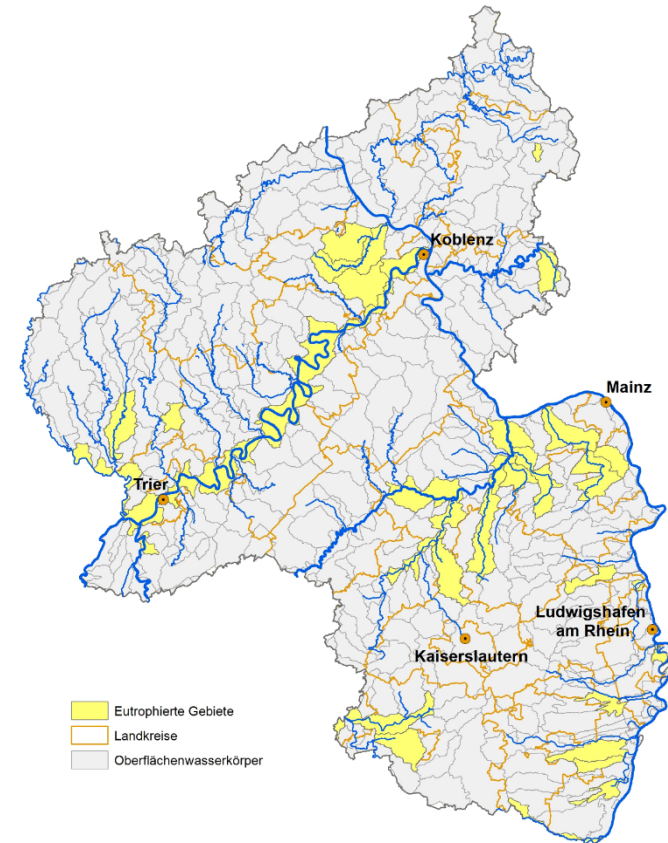 Koblenz
Mainz
Trier
Ludwigshafen
am Rhein
Kaiserslautern
Eutrophierte Gebiete
Landkreise
Oberflächenwasserkörper